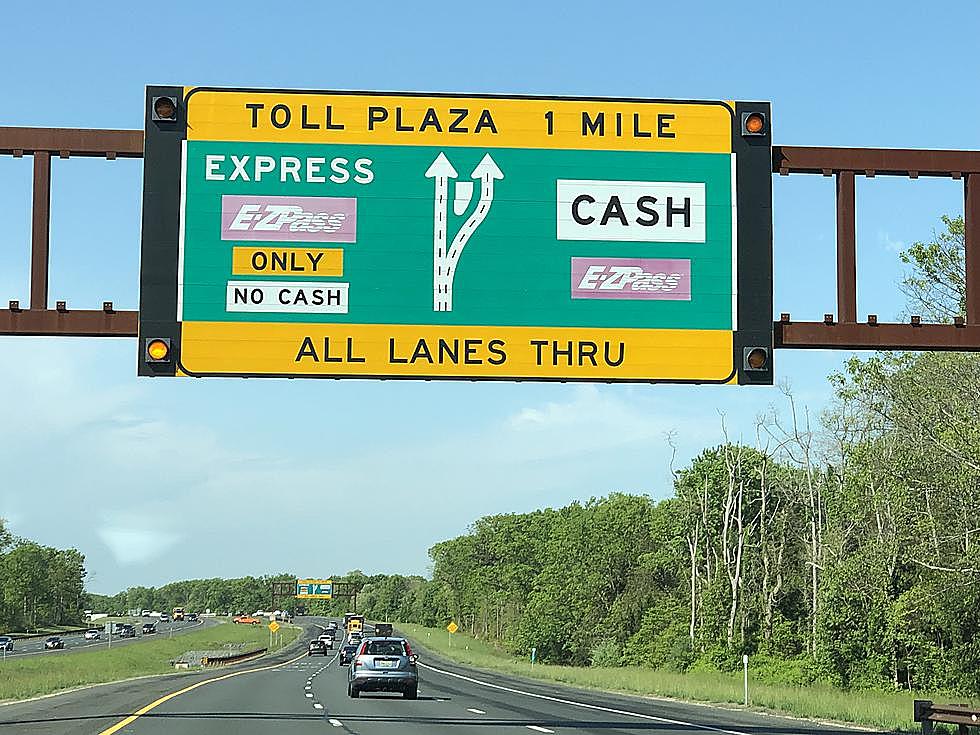 TOLL PLAZA 1 MILE
EXPRESS
E-ZPass
ONLY
NO CASH
CASH
E-ZPass
ALL LANES THRU